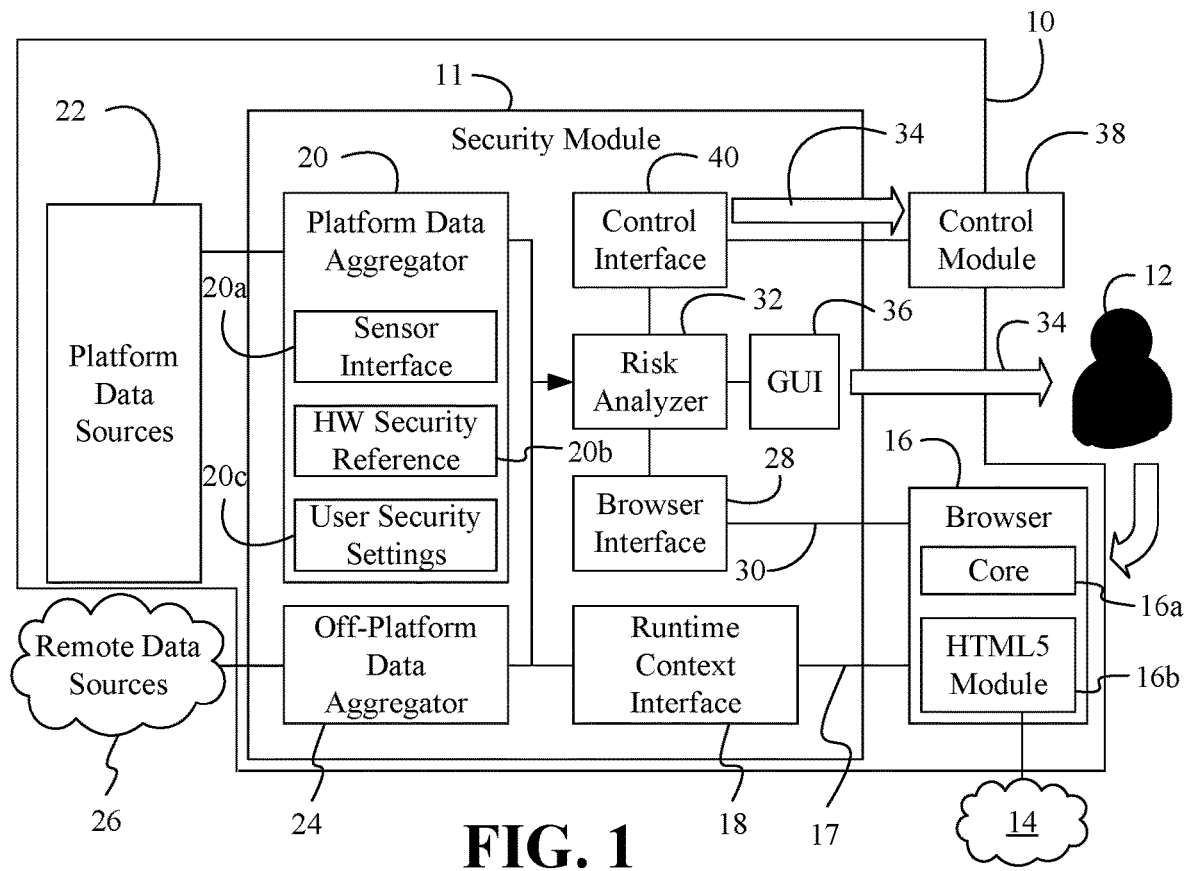 10
11
22
Security Module
34
38
20
40
Platform Data
Aggregator
Control
Interface
Control
Module
12
20a
32
36
34
Sensor
Interface
Platform
Data
Sources
Risk
Analyzer
GUI
HW Security
Reference
20b
28
16
20c
User Security
Settings
Browser
Interface
Browser
30
Core
16a
Remote Data
Sources
Off-Platform
Data
Aggregator
Runtime
Context
Interface
HTML5
Module
16b
26
24
18
17
14
FIG. 1